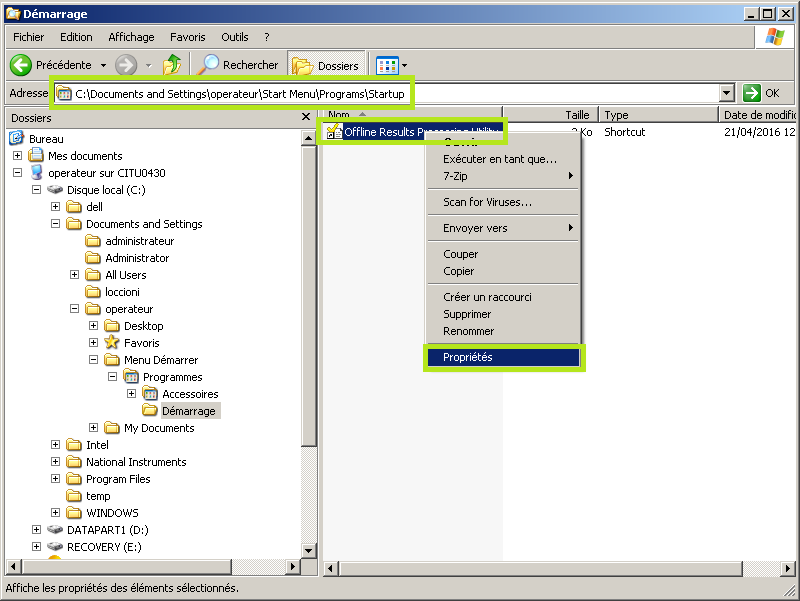 Démarrage
Fichier Edition Affichage Favoris Outils ?
Précédente Rechercher Dossiers
Adresse C:\Documents and Settings\operateur\Start Menu\Programs\Startup OK
Dossiers
Bureau
Mes documents
operateur sur CITU0430
Disque local (C:)
dell
Documents and Settings
administrateur
Administrator
All Users
loccioni
operateur
Desktop
Favoris
Menu Démarrer
Programmes
Accessoires
Démarrage
My Documents
Intel
National Instruments
Program Files
temp
WINDOWS
DATAPART1 (D:)
RECOVERY (E:)
Nom Taille Type Date de modific
Offline Results Processing Utility Ko Shortcut 21/04/2016 12
Exécuter en tant que...
7-Zip
Scan for Viruses...
Envoyer vers
Couper
Copier
Créer un raccourci
Supprimer
Renommer
Propriétés
Affiche les propriétés des éléments sélectionnés.